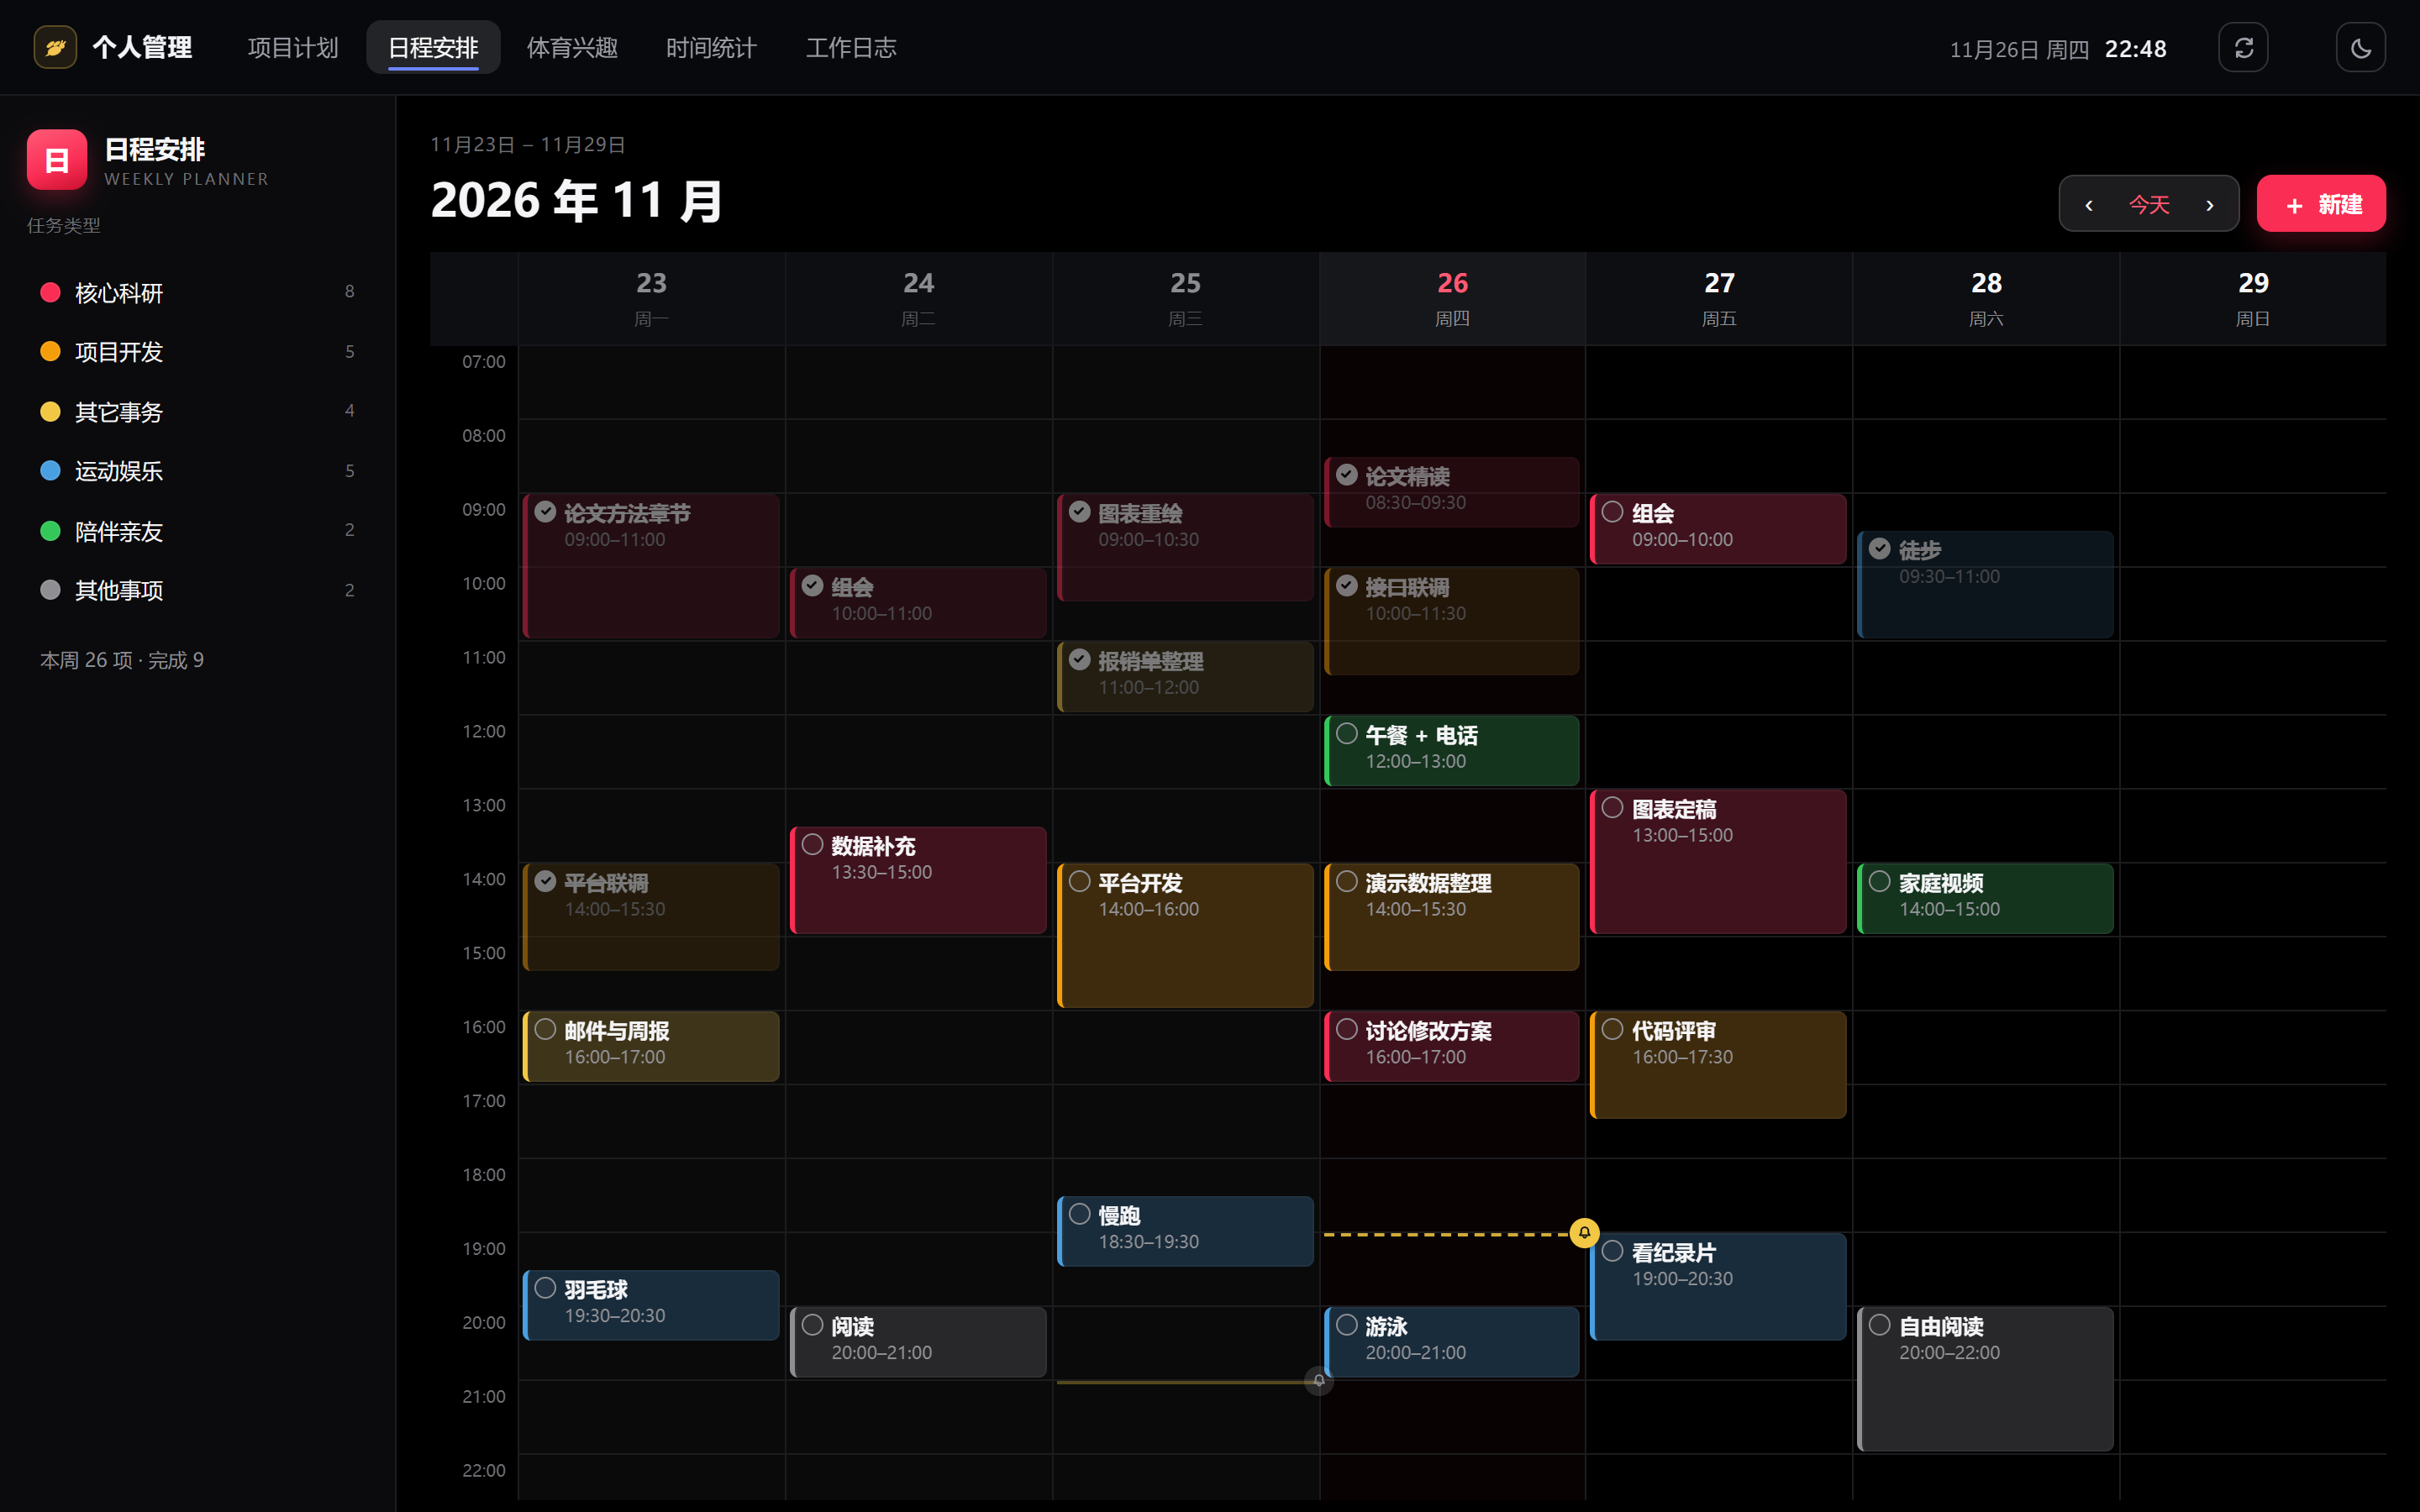 个人管理
项目计划
日程安排
体育兴趣
时间统计
工作日志
11月26日 周四 22:48
日
日程安排
WEEKLY PLANNER
任务类型
核心科研 8
项目开发 5
其它事务 4
运动娱乐 5
陪伴亲友 2
其他事项 2
本周 26 项 · 完成 9
11月23日 – 11月29日
2026 年 11 月
‹ 今天 ›
+ 新建
23 周一
24 周二
25 周三
26 周四
27 周五
28 周六
29 周日
07:00
08:00
09:00
10:00
11:00
12:00
13:00
14:00
15:00
16:00
17:00
18:00
19:00
20:00
21:00
22:00
论文方法章节
09:00–11:00
平台联调
14:00–15:30
邮件与周报
16:00–17:00
羽毛球
19:30–20:30
组会
10:00–11:00
数据补充
13:30–15:00
阅读
20:00–21:00
图表重绘
09:00–10:30
报销单整理
11:00–12:00
平台开发
14:00–16:00
慢跑
18:30–19:30
论文精读
08:30–09:30
接口联调
10:00–11:30
午餐 + 电话
12:00–13:00
演示数据整理
14:00–15:30
讨论修改方案
16:00–17:00
游泳
20:00–21:00
组会
09:00–10:00
图表定稿
13:00–15:00
代码评审
16:00–17:30
看纪录片
19:00–20:30
徒步
09:30–11:00
家庭视频
14:00–15:00
自由阅读
20:00–22:00